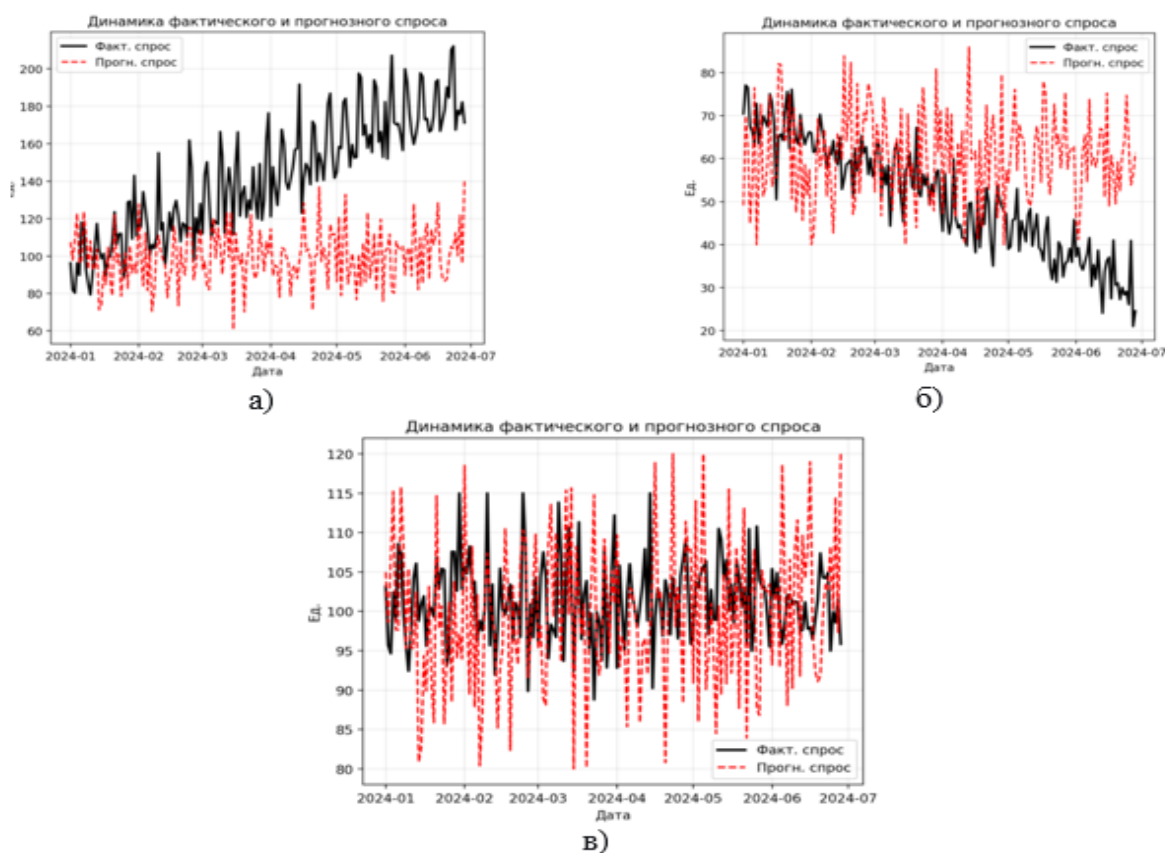 Динамика фактического и прогнозного спроса
Факт. спрос
Прогн. спрос
200
180
160
140
120
100
80
60
Ед.
2024-01 2024-02 2024-03 2024-04 2024-05 2024-06 2024-07
Дата
а)
Динамика фактического и прогнозного спроса
Факт. спрос
Прогн. спрос
80
70
60
50
40
30
20
Ед.
2024-01 2024-02 2024-03 2024-04 2024-05 2024-06 2024-07
Дата
б)
Динамика фактического и прогнозного спроса
120
115
110
105
100
95
90
85
80
Ед.
Факт. спрос
Прогн. спрос
2024-01 2024-02 2024-03 2024-04 2024-05 2024-06 2024-07
Дата
в)